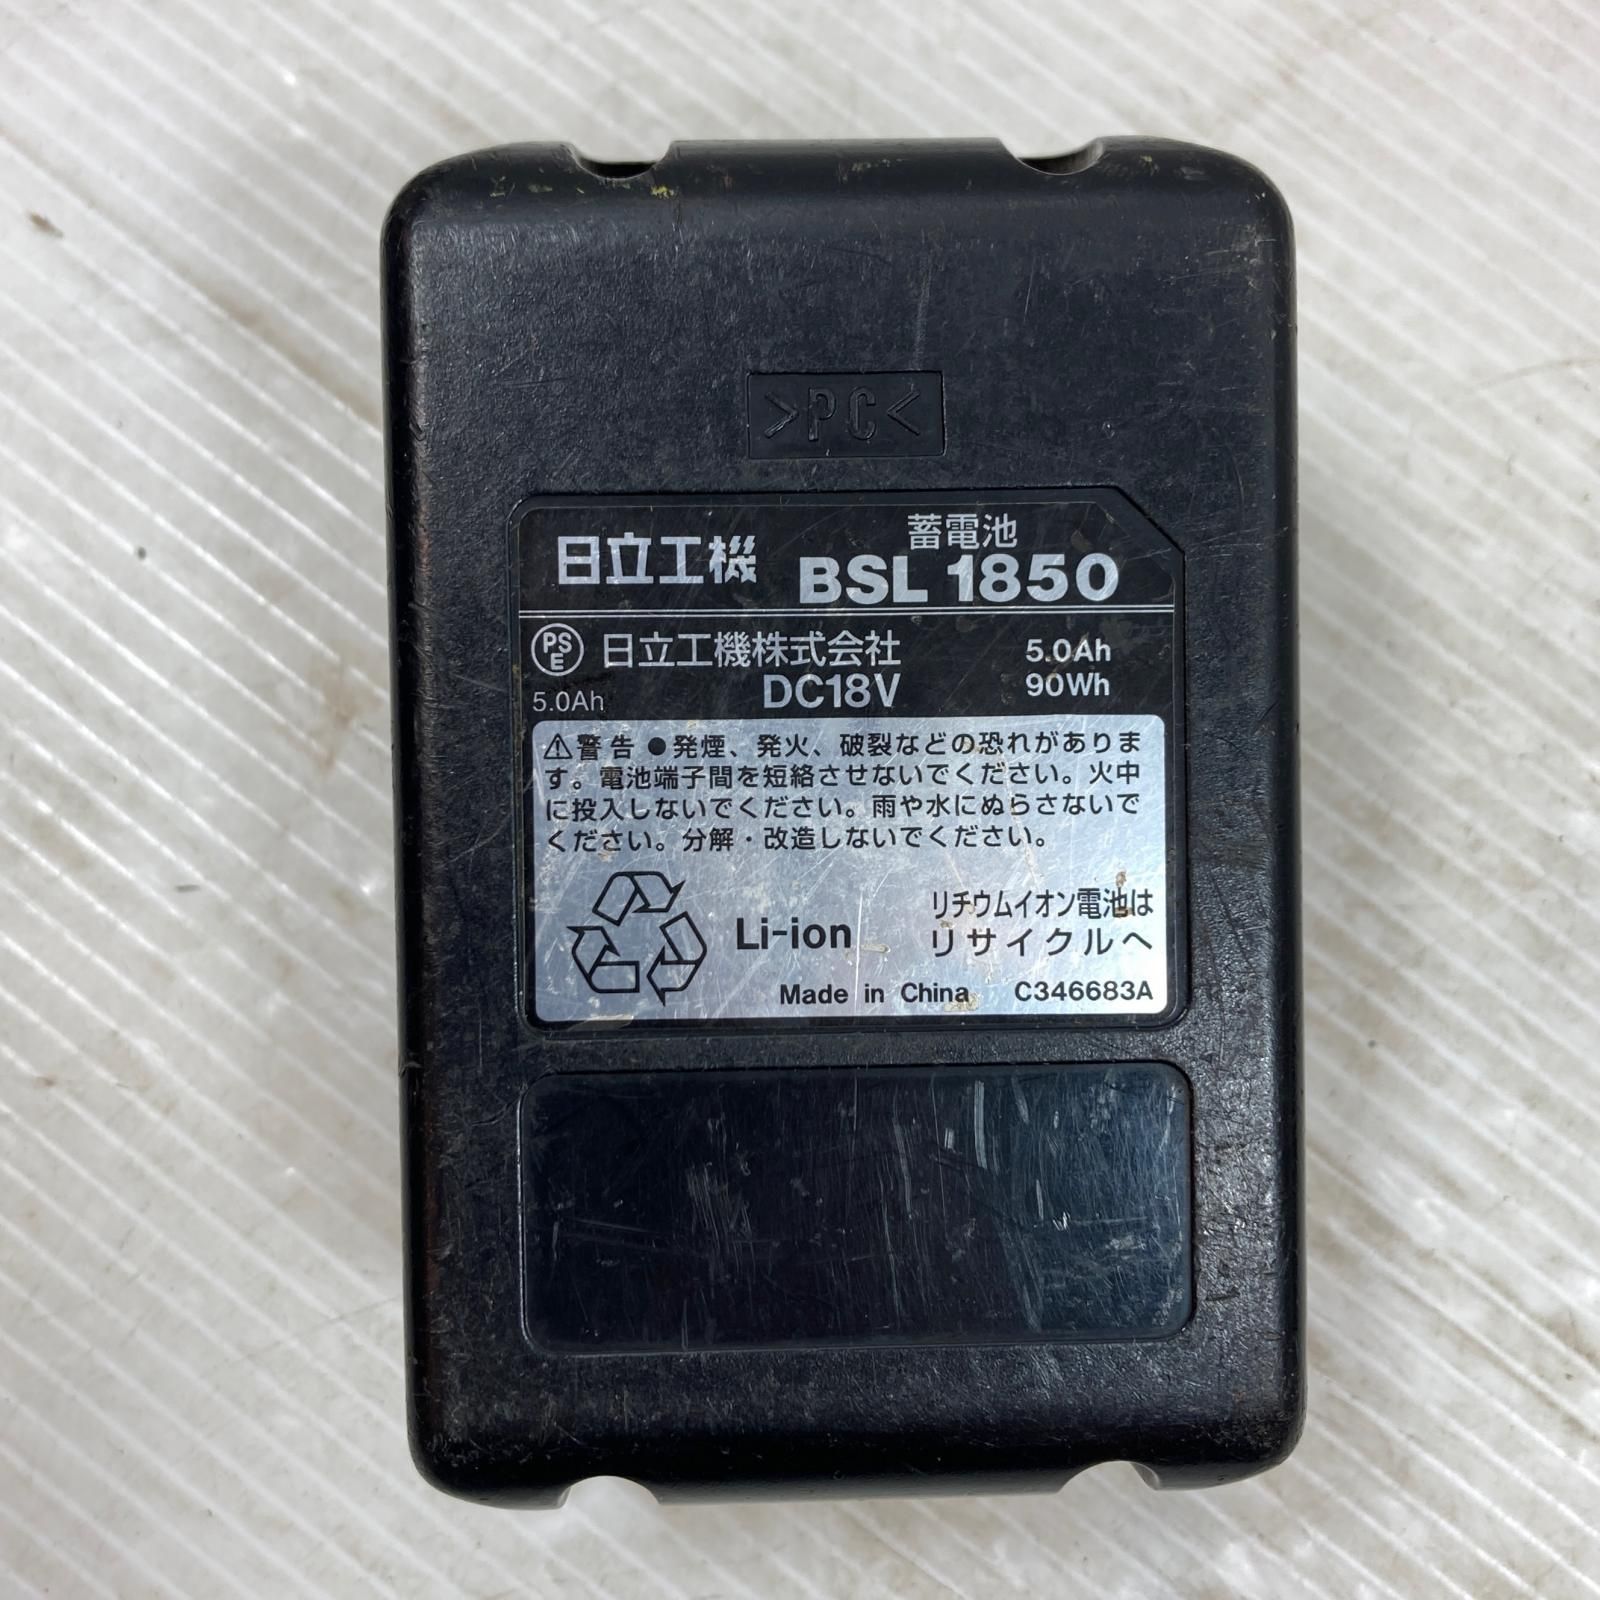 >PC<
蓄電池
日立工機 BSL 1850
PSE 日立工機株式会社 5.0Ah
5.0Ah DC18V 90Wh
⚠警告 ●発煙、発火、破裂などの恐れがありま
す。電池端子間を短絡させないでください。火中
に投入しないでください。雨や水にぬらさないで
ください。分解・改造しないでください。
Li-ion
リチウムイオン電池は
リサイクルへ
Made in China C346683A